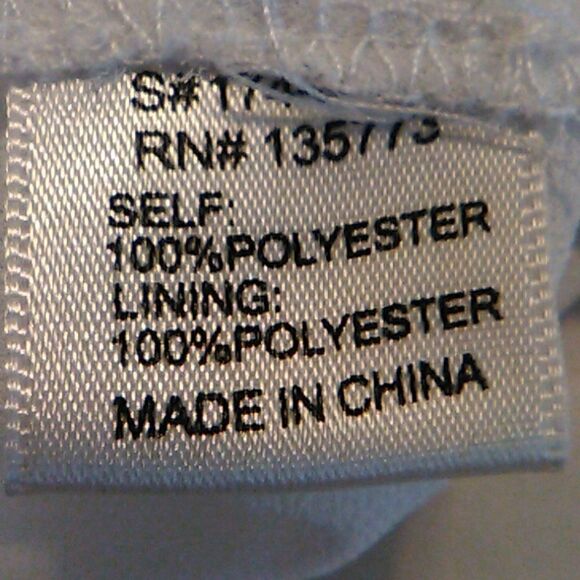 RN# 135773
SELF:
100%POLYESTER
LINING:
100%POLYESTER
MADE IN CHINA